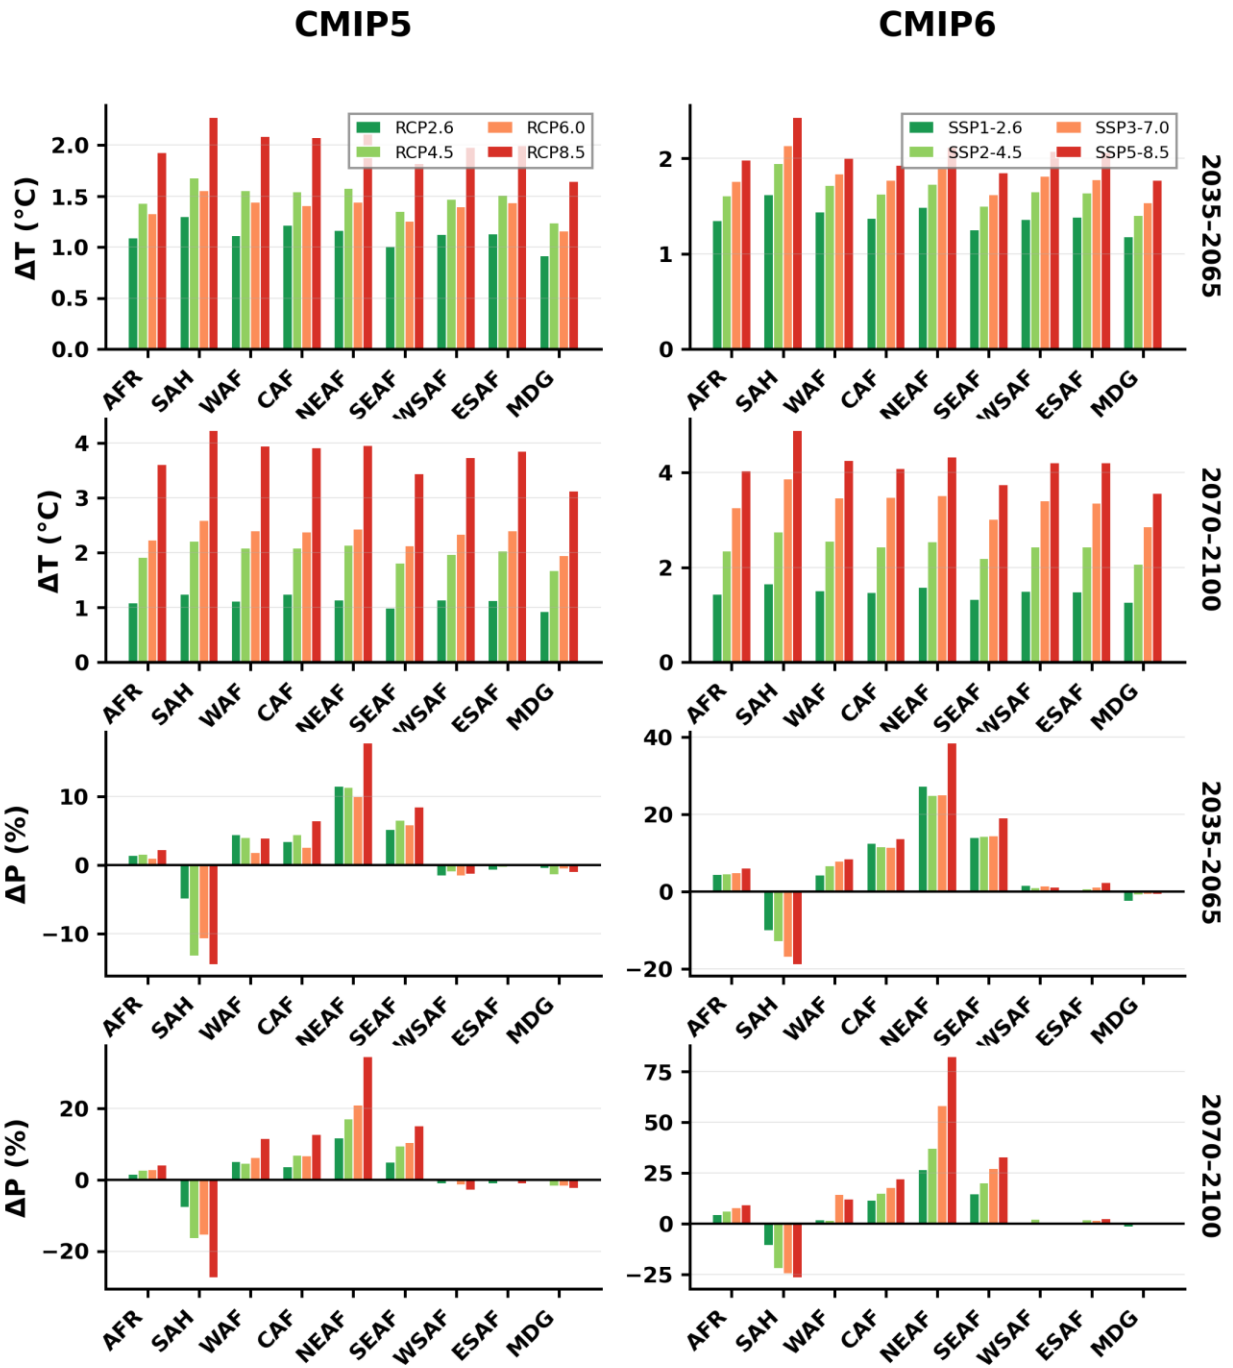 CMIP5
CMIP6
ΔT (°C)
2.0
1.5
1.0
0.5
0.0
RCP2.6
RCP6.0
RCP4.5
RCP8.5
AFR SAH WAF CAF NEAF SEAF WSAF ESAF MDG
2
1
0
SSP1-2.6
SSP3-7.0
SSP2-4.5
SSP5-8.5
AFR SAH WAF CAF NEAF SEAF WSAF ESAF MDG
2035-2065
ΔT (°C)
4
3
2
1
0
AFR SAH WAF CAF NEAF SEAF WSAF ESAF MDG
4
2
0
AFR SAH WAF CAF NEAF SEAF WSAF ESAF MDG
2070-2100
ΔP (%)
10
0
−10
AFR SAH WAF CAF NEAF SEAF WSAF ESAF MDG
40
20
0
−20
AFR SAH WAF CAF NEAF SEAF WSAF ESAF MDG
2035-2065
ΔP (%)
20
0
−20
AFR SAH WAF CAF NEAF SEAF WSAF ESAF MDG
75
50
25
0
−25
AFR SAH WAF CAF NEAF SEAF WSAF ESAF MDG
2070-2100